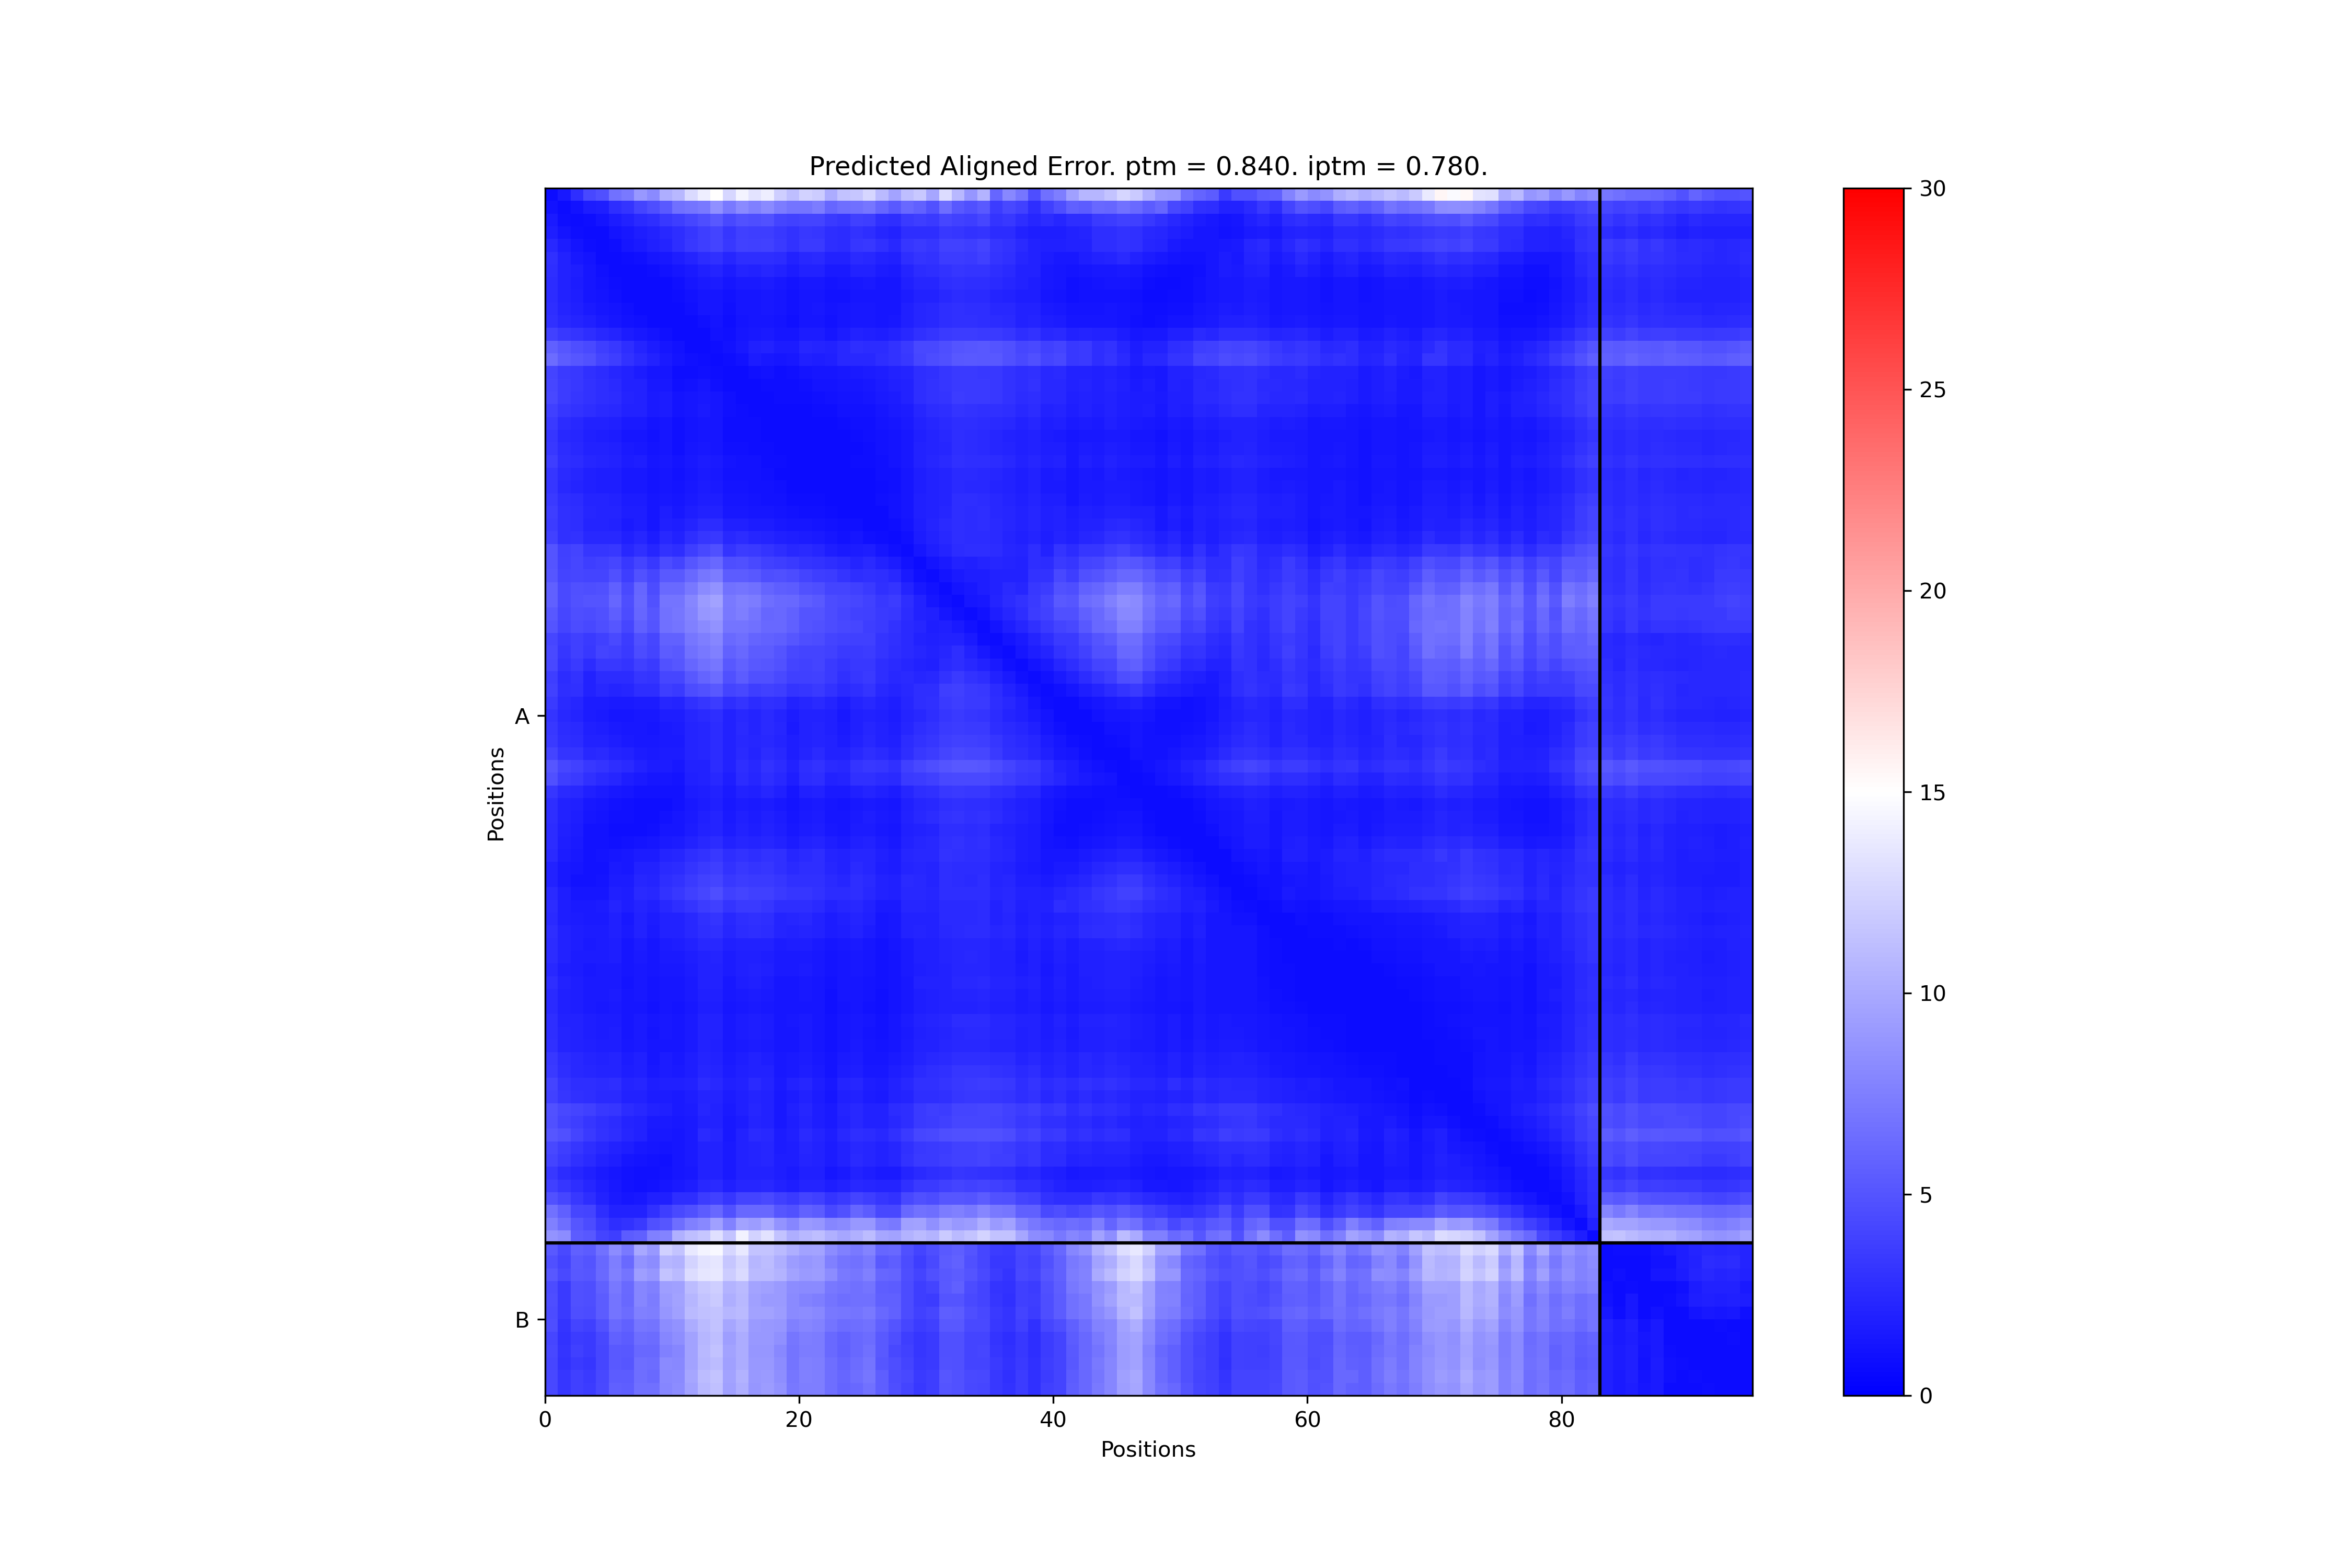 Predicted Aligned Error. ptm = 0.840. iptm = 0.780.
30
25
20
15
10
5
0
A
B
Positions
0 20 40 60 80
Positions